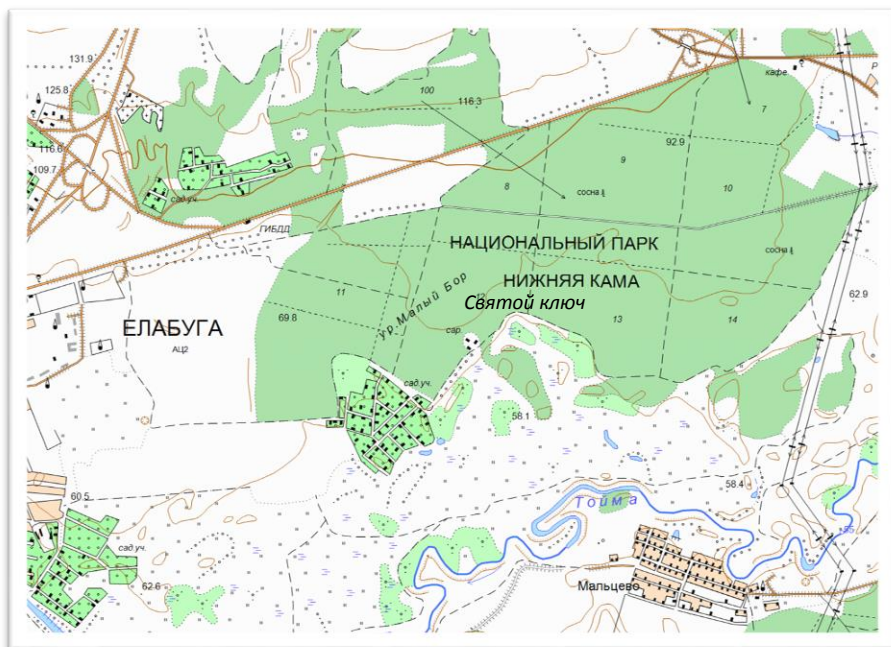 131.9
125.8
116.6
109.7
сад.уч.
100
116.3
кафе
7
92.9
9
8
сосна
10
ГИБДД
НАЦИОНАЛЬНЫЙ ПАРК
сосна
НИЖНЯЯ КАМА
Святой ключ
11
ур.Малый Бор
62.9
69.8
13
14
ЕЛАБУГА
АЦ2
сар.
сад.уч.
58.1
58.4
60.5
Тойма
сад.уч.
62.6
Мальцево